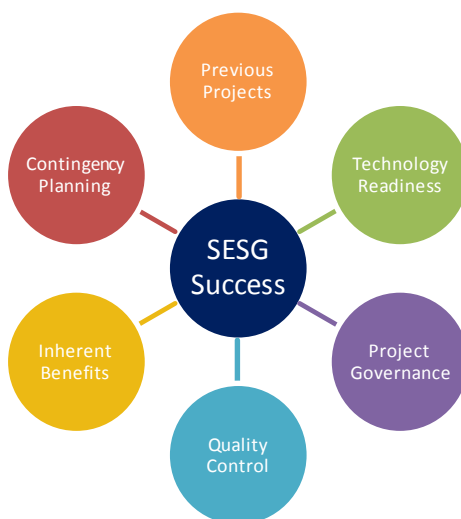 Previous
Projects
Contingency
Planning
Technology
Readiness
SESG
Success
Inherent
Benefits
Project
Governance
Quality
Control